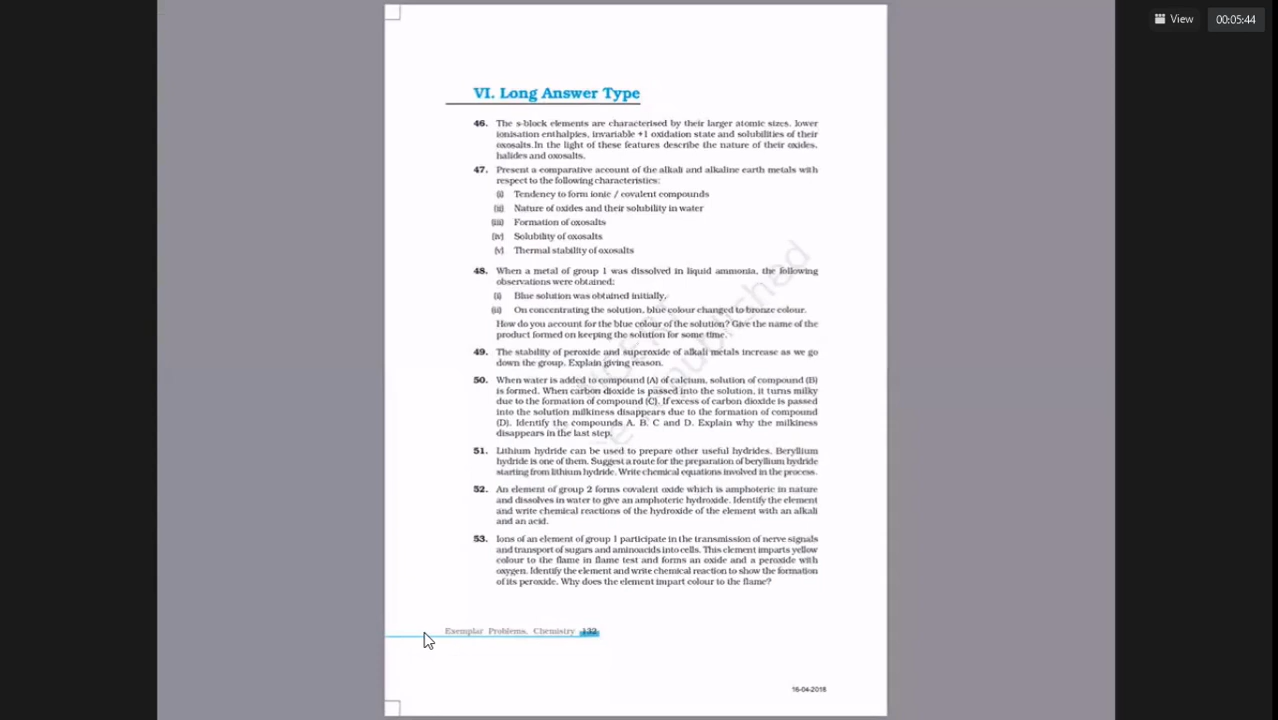 View
00:05:44
VI. Long Answer Type
46. The s-block elements are characterised by their larger atomic sizes, lower
ionisation enthalpies, invariable +1 oxidation state and solubilities of their
oxosalts.In the light of these features describe the nature of their oxides,
halides and oxosalts.
47. Present a comparative account of the alkali and alkaline earth metals with
respect to the following characteristics:
(i) Tendency to form ionic / covalent compounds
(ii) Nature of oxides and their solubility in water
(iii) Formation of oxosalts
(iv) Solubility of oxosalts
(v) Thermal stability of oxosalts
48. When a metal of group 1 was dissolved in liquid ammonia, the following
observations were obtained:
(i) Blue solution was obtained initially.
(ii) On concentrating the solution, blue colour changed to bronze colour.
How do you account for the blue colour of the solution? Give the name of the
product formed on keeping the solution for some time.
49. The stability of peroxide and superoxide of alkali metals increase as we go
down the group. Explain giving reason.
50. When water is added to compound (A) of calcium, solution of compound (B)
is formed. When carbon dioxide is passed into the solution, it turns milky
due to the formation of compound (C). If excess of carbon dioxide is passed
into the solution milkiness disappears due to the formation of compound
(D). Identify the compounds A, B, C and D. Explain why the milkiness
disappears in the last step.
51. Lithium hydride can be used to prepare other useful hydrides. Beryllium
hydride is one of them. Suggest a route for the preparation of beryllium hydride
starting from lithium hydride. Write chemical equations involved in the process.
52. An element of group 2 forms covalent oxide which is amphoteric in nature
and dissolves in water to give an amphoteric hydroxide. Identify the element
and write chemical reactions of the hydroxide of the element with an alkali
and an acid.
53. Ions of an element of group 1 participate in the transmission of nerve signals
and transport of sugars and aminoacids into cells. This element imparts yellow
colour to the flame in flame test and forms an oxide and a peroxide with
oxygen. Identify the element and write chemical reaction to show the formation
of its peroxide. Why does the element impart colour to the flame?
Exemplar Problems, Chemistry 132
16-04-2018